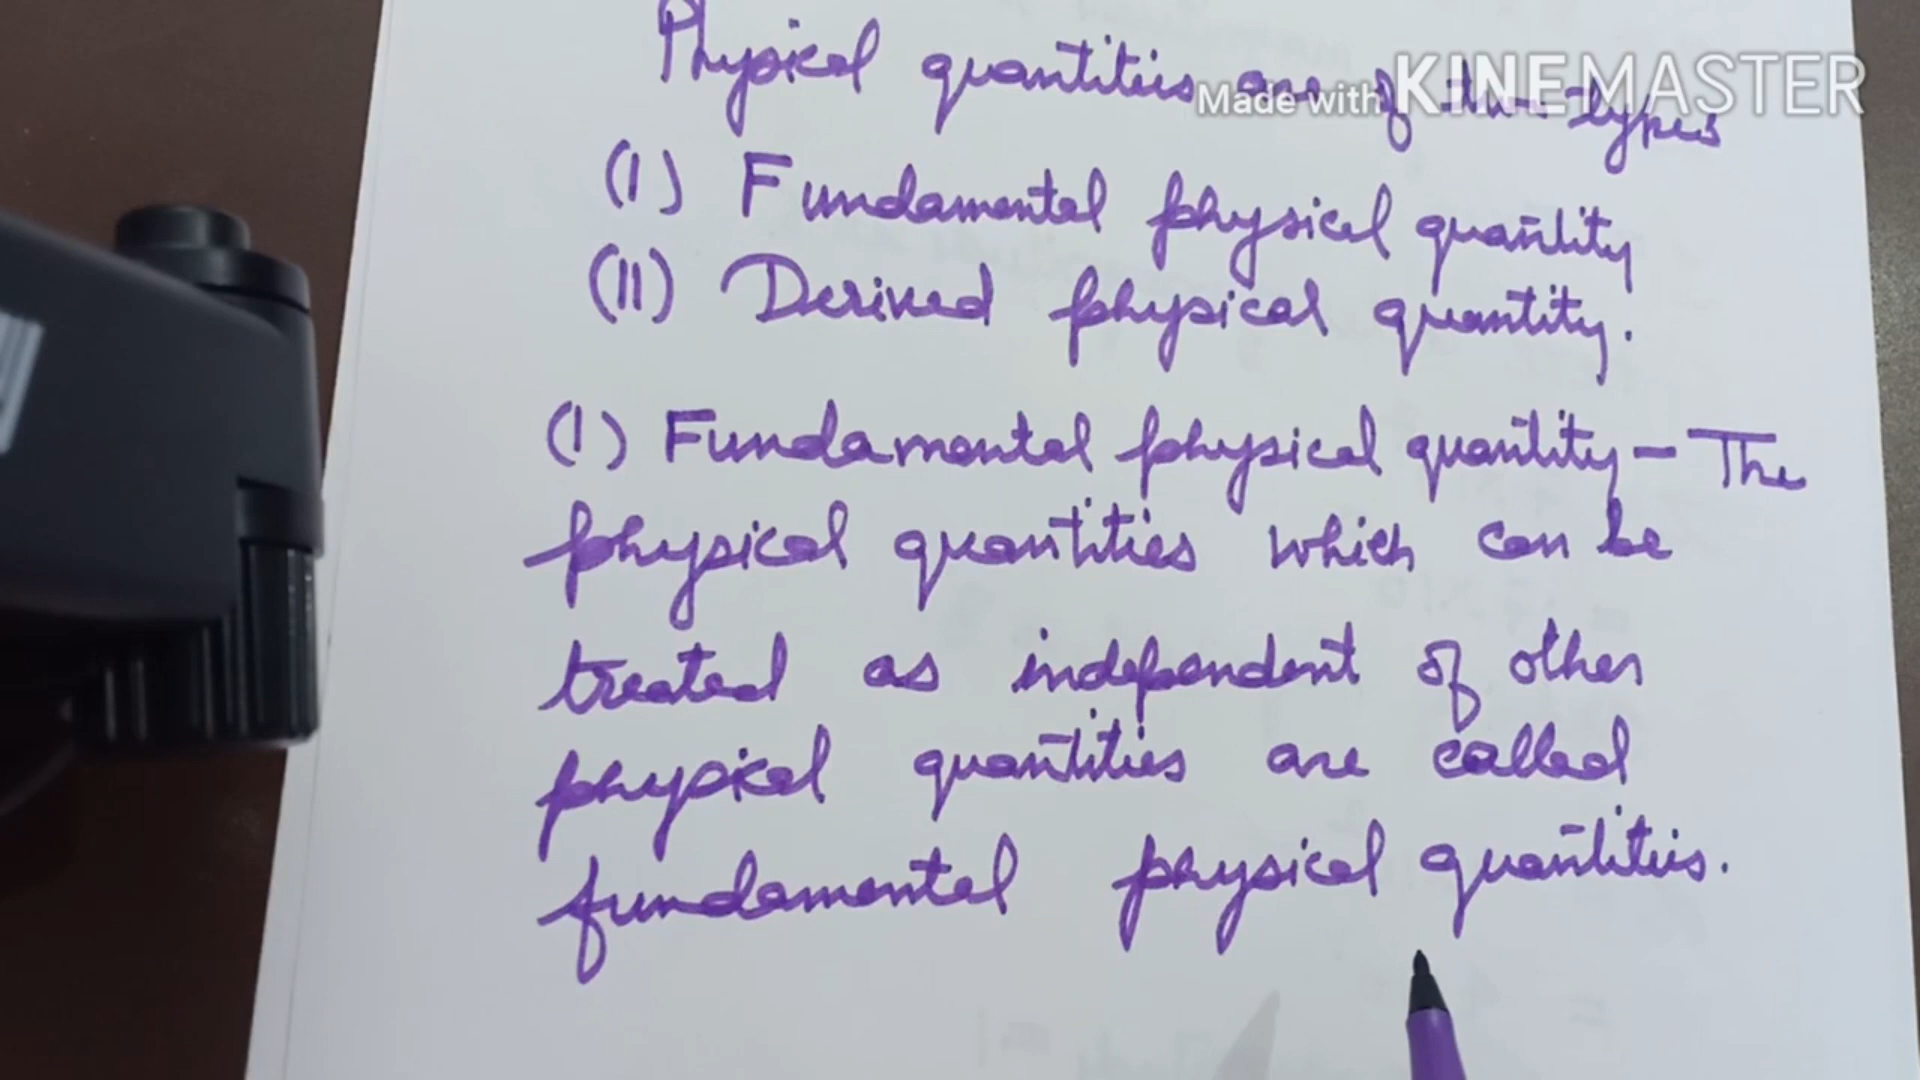 Physical quantities are of types
Made with KINEMASTER
(I) Fundamental physical quantity
(II) Derived physical quantity.
(I) Fundamental physical quantity - The
physical quantities which can be
treated as independent of other
physical quantities are called
fundamental physical quantities.